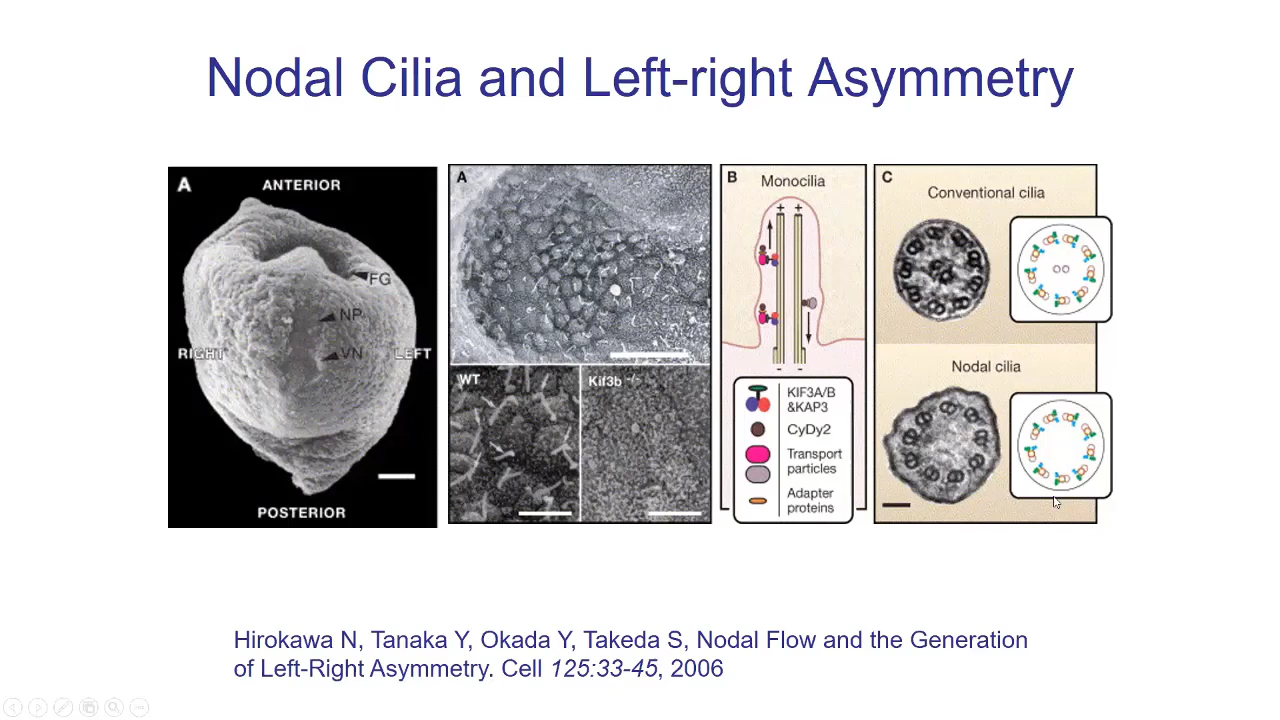 Nodal Cilia and Left-right Asymmetry
A
ANTERIOR
FG
NP
RIGHT
VN
LEFT
POSTERIOR
A
WT
Kif3b -/-
B
Monocilia
+ +
- -
KIF3A/B
&KAP3
CyDy2
Transport
particles
Adapter
proteins
C
Conventional cilia
Nodal cilia
Hirokawa N, Tanaka Y, Okada Y, Takeda S, Nodal Flow and the Generation
of Left-Right Asymmetry. Cell 125:33-45, 2006